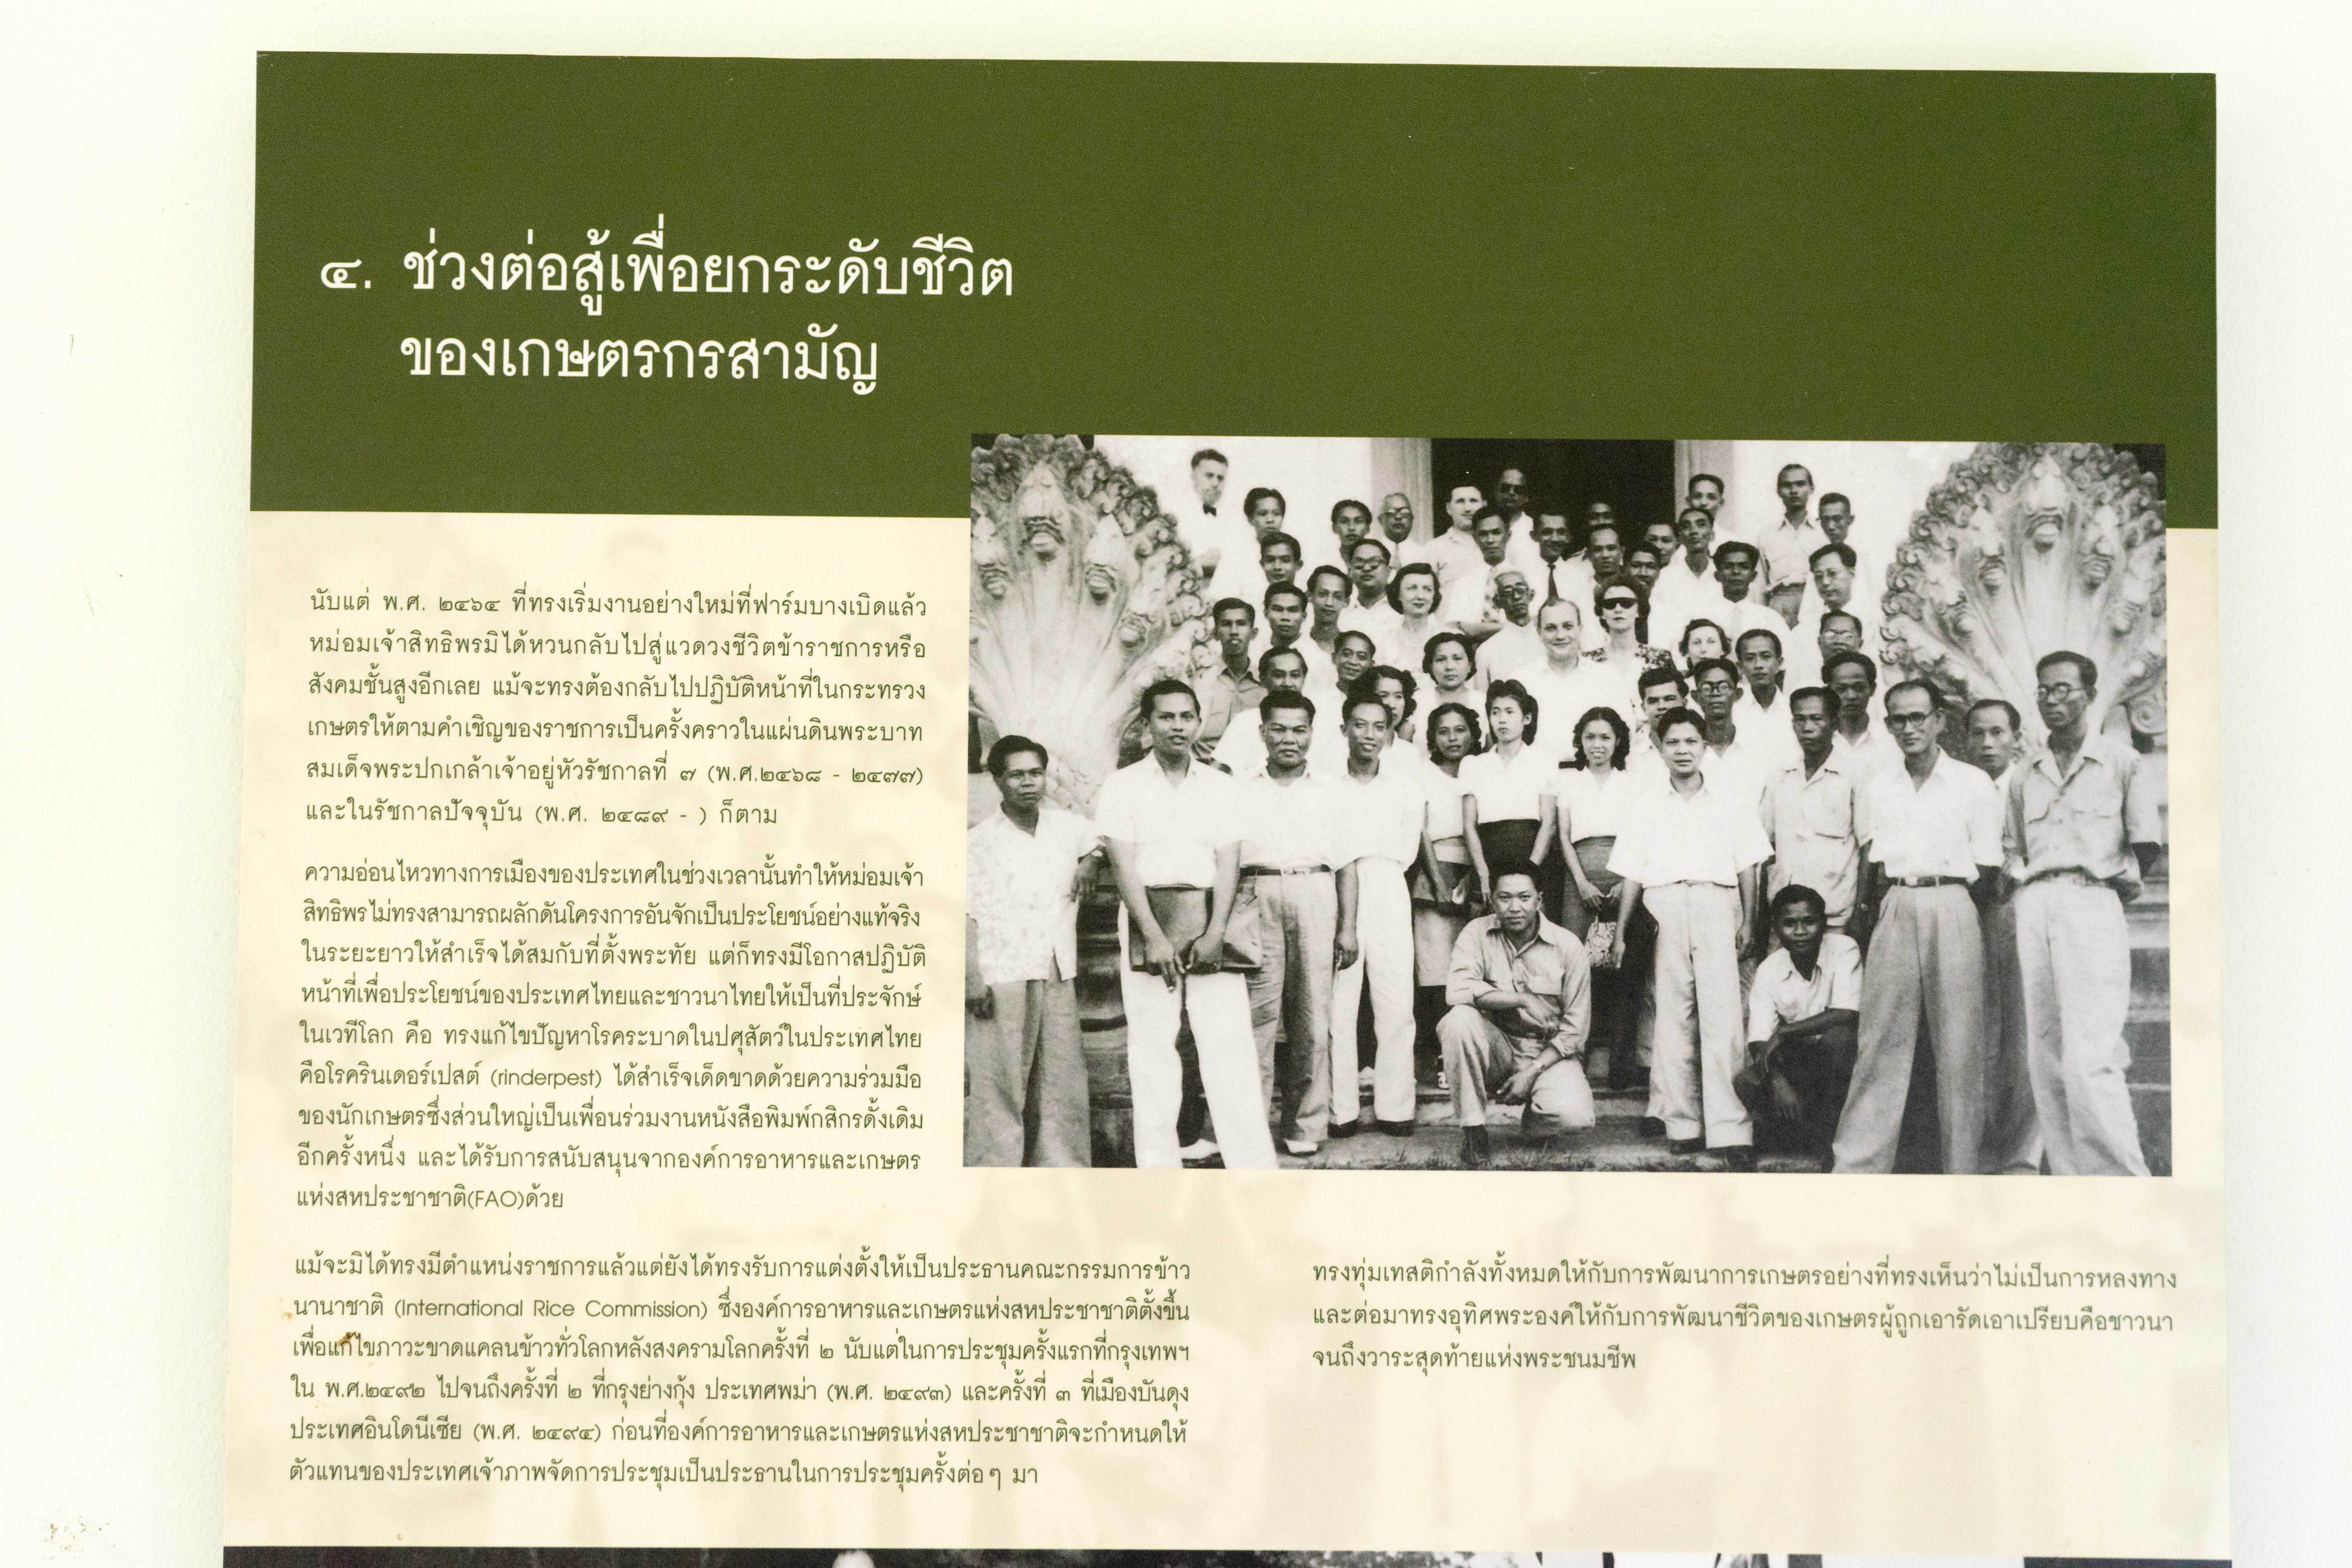 ๔. ช่วงต่อสู้เพื่อยกระดับชีวิต
ของเกษตรกรสามัญ
นับแต่ พ.ศ. ๒๔๖๔ ที่ทรงเริ่มงานอย่างใหม่ที่ฟาร์มบางเบิดแล้ว
หม่อมเจ้าสิทธิพรมิได้หวนกลับไปสู่แวดวงชีวิตข้าราชการหรือ
สังคมชั้นสูงอีกเลย แม้จะทรงต้องกลับไปปฏิบัติหน้าที่ในกระทรวง
เกษตรให้ตามคำเชิญของราชการเป็นครั้งคราวในแผ่นดินพระบาท
สมเด็จพระปกเกล้าเจ้าอยู่หัวรัชกาลที่ ๗ (พ.ศ.๒๔๖๘ - ๒๔๗๗)
และในรัชกาลปัจจุบัน (พ.ศ. ๒๔๘๙ - ) ก็ตาม
ความอ่อนไหวทางการเมืองของประเทศในช่วงเวลานั้นทำให้หม่อมเจ้า
สิทธิพรไม่ทรงสามารถผลักดันโครงการอันจักเป็นประโยชน์อย่างแท้จริง
ในระยะยาวให้สำเร็จได้สมกับที่ตั้งพระทัย แต่ก็ทรงมีโอกาสปฏิบัติ
หน้าที่เพื่อประโยชน์ของประเทศไทยและชาวนาไทยให้เป็นที่ประจักษ์
ในเวทีโลก คือ ทรงแก้ไขปัญหาโรคระบาดในปศุสัตว์ในประเทศไทย
คือโรครินเดอร์เปสต์ (rinderpest) ได้สำเร็จเด็ดขาดด้วยความร่วมมือ
ของนักเกษตรซึ่งส่วนใหญ่เป็นเพื่อนร่วมงานหนังสือพิมพ์กสิกรดั้งเดิม
อีกครั้งหนึ่ง และได้รับการสนับสนุนจากองค์การอาหารและเกษตร
แห่งสหประชาชาติ(FAO)ด้วย
แม้จะมิได้ทรงมีตำแหน่งราชการแล้วแต่ยังได้ทรงรับการแต่งตั้งให้เป็นประธานคณะกรรมการข้าว
นานาชาติ (International Rice Commission) ซึ่งองค์การอาหารและเกษตรแห่งสหประชาชาติตั้งขึ้น
เพื่อแก้ไขภาวะขาดแคลนข้าวทั่วโลกหลังสงครามโลกครั้งที่ ๒ นับแต่ในการประชุมครั้งแรกที่กรุงเทพฯ
ใน พ.ศ.๒๔๙๒ ไปจนถึงครั้งที่ ๒ ที่กรุงย่างกุ้ง ประเทศพม่า (พ.ศ. ๒๔๙๓) และครั้งที่ ๓ ที่เมืองบันดุง
ประเทศอินโดนีเซีย (พ.ศ. ๒๔๙๔) ก่อนที่องค์การอาหารและเกษตรแห่งสหประชาชาติจะกำหนดให้
ตัวแทนของประเทศเจ้าภาพจัดการประชุมเป็นประธานในการประชุมครั้งต่อๆ มา
ทรงทุ่มเทสติกำลังทั้งหมดให้กับการพัฒนาการเกษตรอย่างที่ทรงเห็นว่าไม่เป็นการหลงทาง
และต่อมาทรงอุทิศพระองค์ให้กับการพัฒนาชีวิตของเกษตรผู้ถูกเอารัดเอาเปรียบคือชาวนา
จนถึงวาระสุดท้ายแห่งพระชนมชีพ